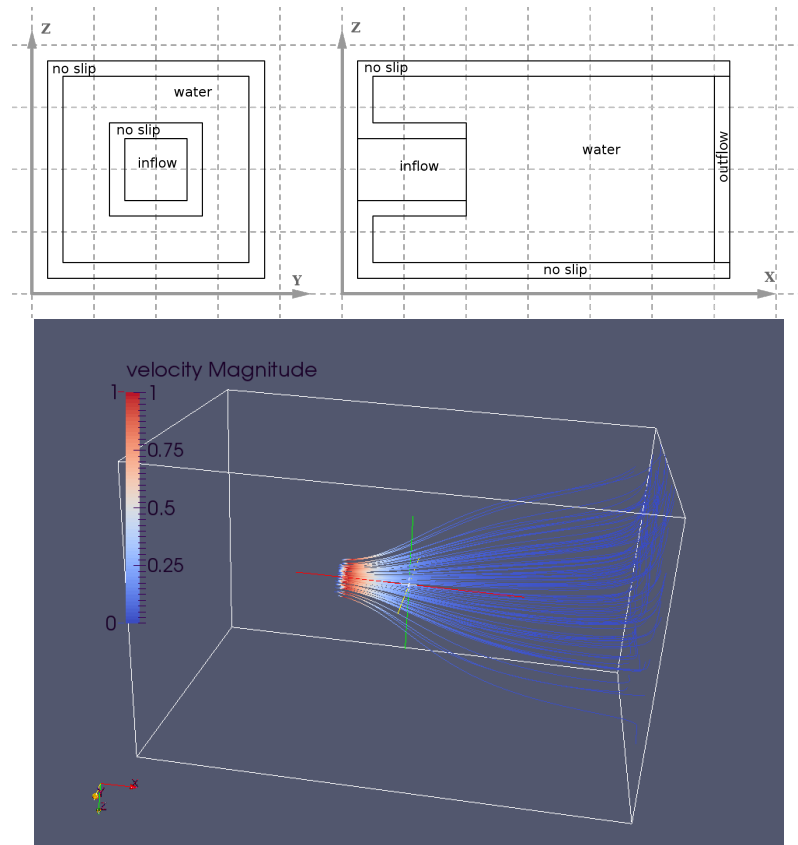 Z
no slip
water
no slip
inflow
Y
Z
no slip
water
inflow
outflow
no slip
X
velocity Magnitude
1 1
0.75
0.5
0.25
0
X
Y
Z